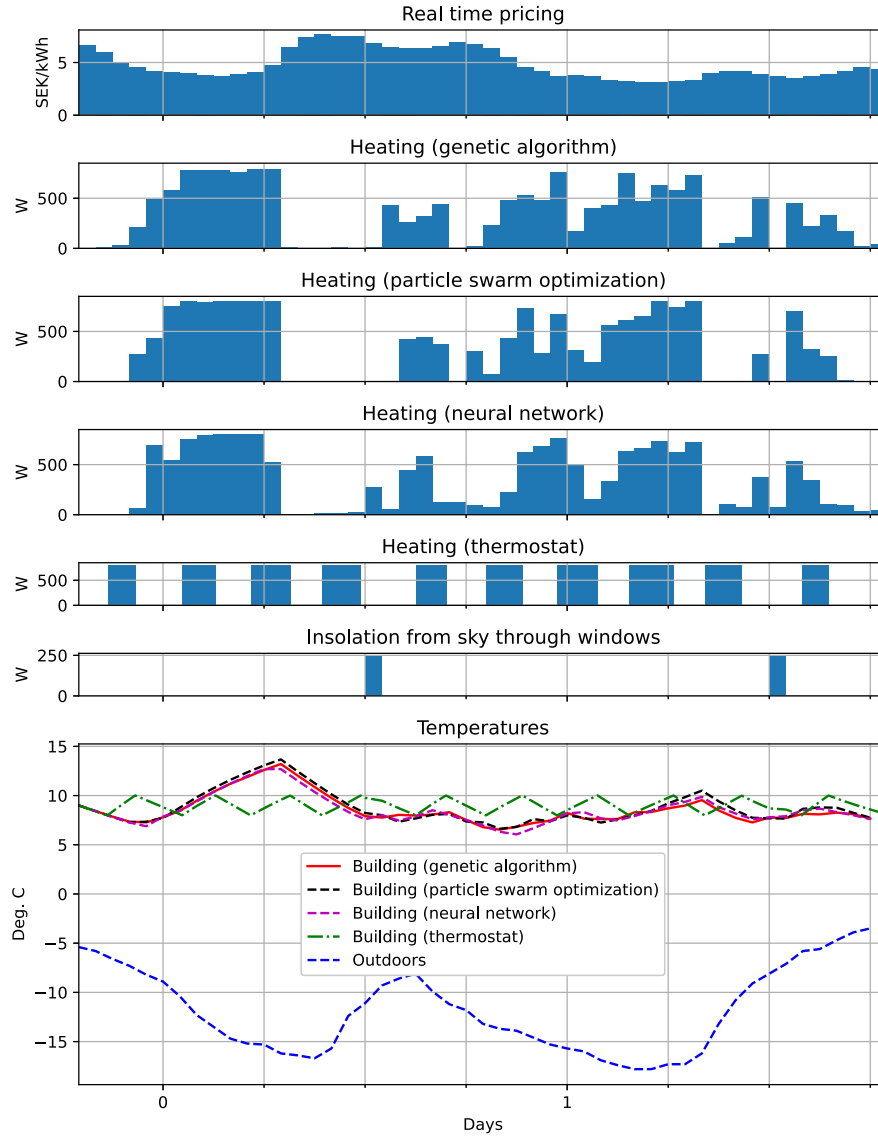 Real time pricing
SEK/kWh
5
0
Heating (genetic algorithm)
W
500
0
Heating (particle swarm optimization)
W
500
0
Heating (neural network)
W
500
0
Heating (thermostat)
W
500
0
Insolation from sky through windows
W
250
0
Temperatures
Deg. C
15
10
5
0
−5
−10
−15
Building (genetic algorithm)
Building (particle swarm optimization)
Building (neural network)
Building (thermostat)
Outdoors
0
1
Days